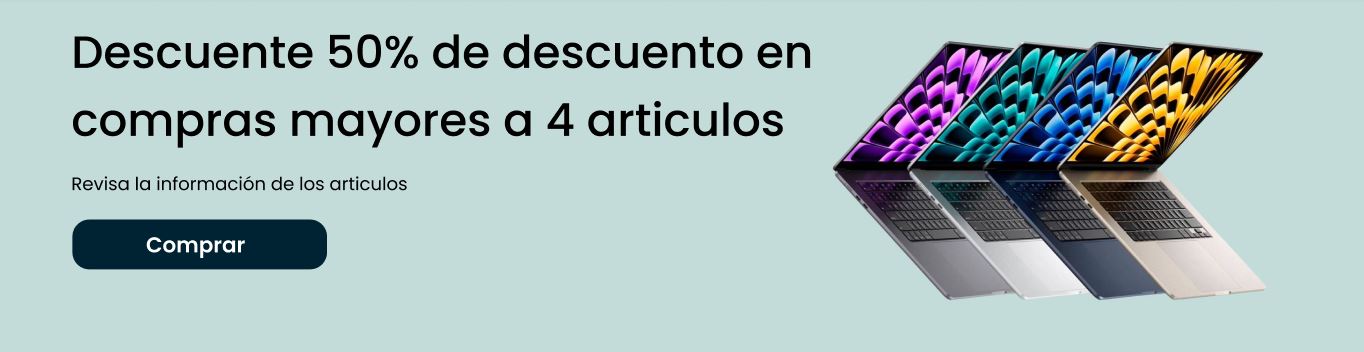 Descuente 50% de descuento en
compras mayores a 4 articulos
Revisa la información de los articulos
Comprar